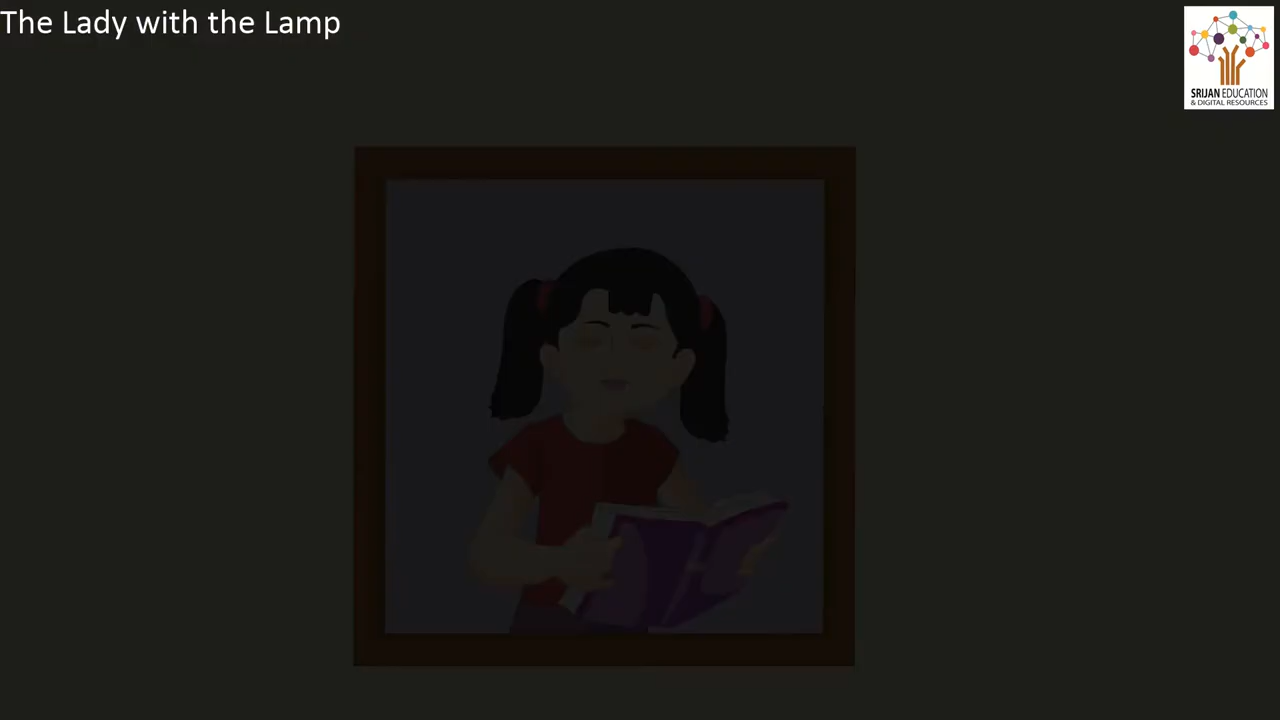 The Lady with the Lamp
SRIJAN EDUCATION
& DIGITAL RESOURCES